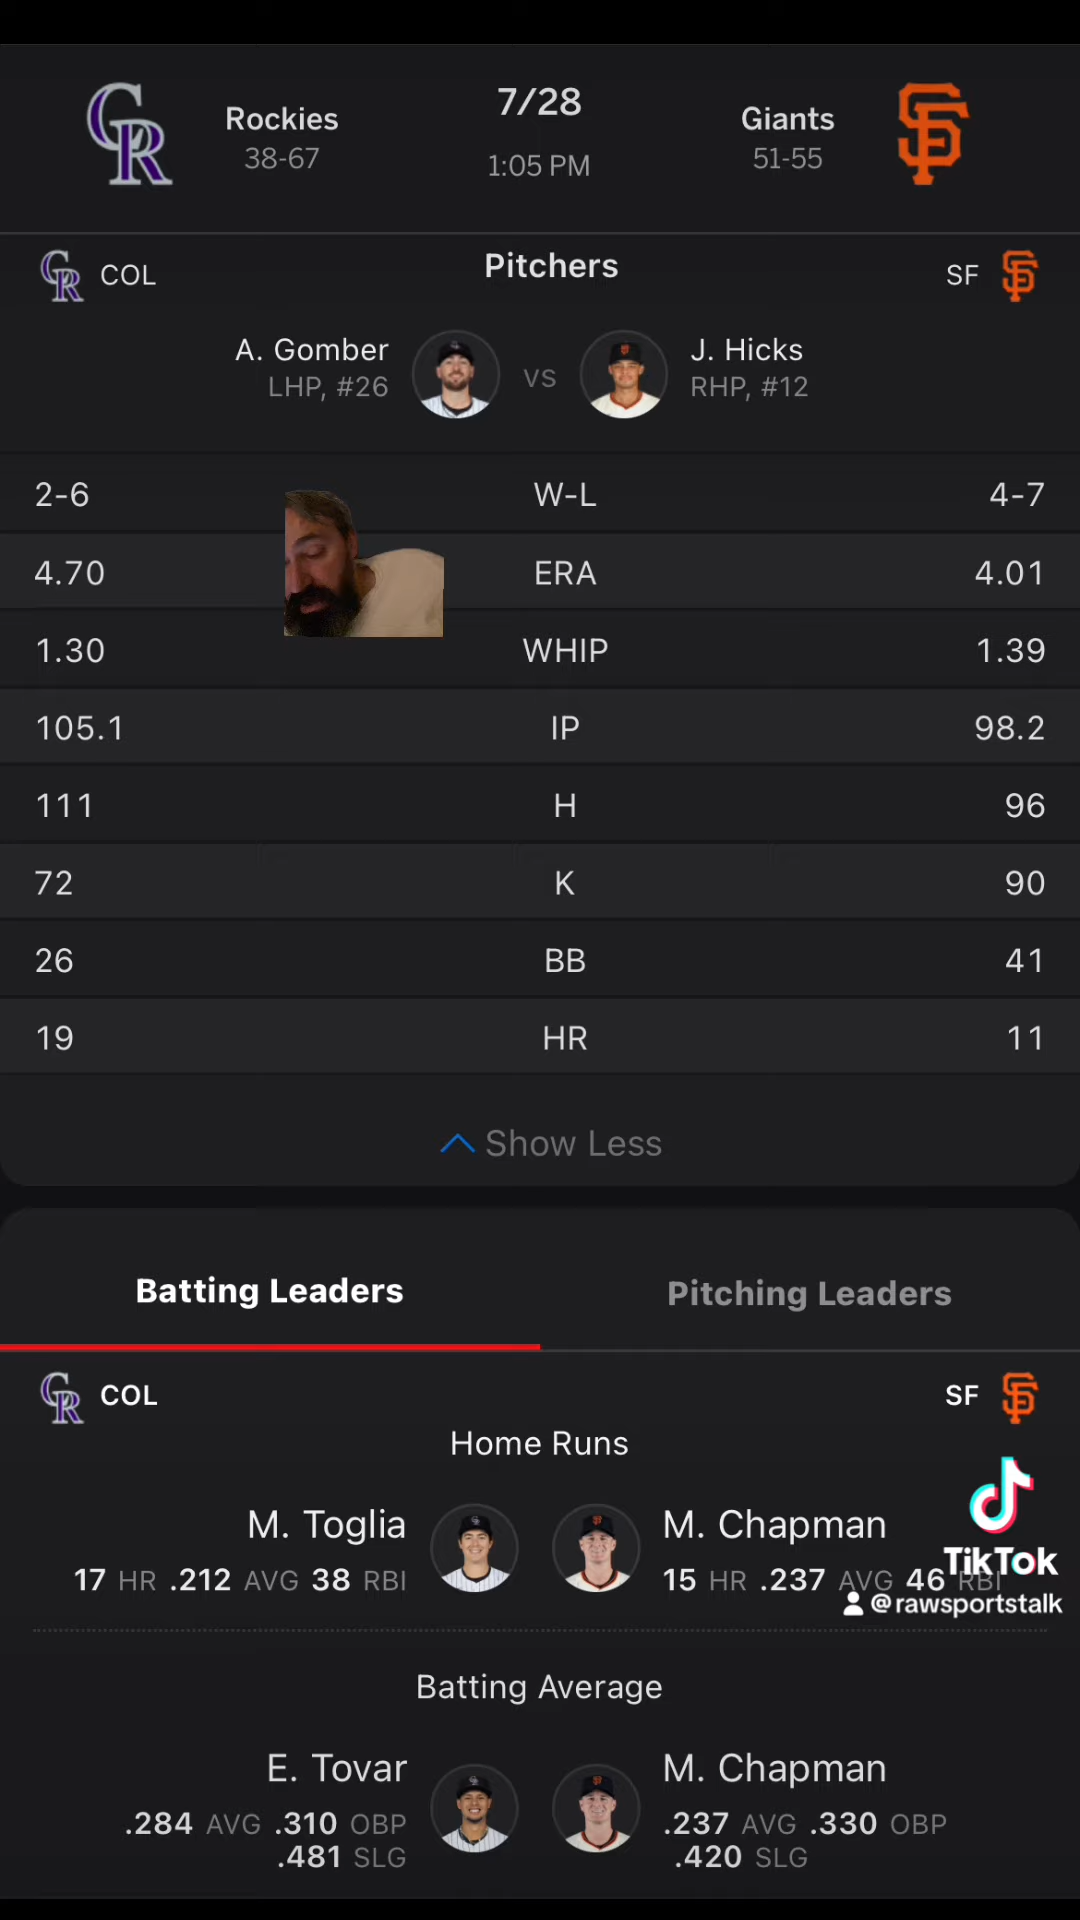 Rockies
38-67
7/28
1:05 PM
Giants
51-55
COL
Pitchers
SF
A. Gomber
LHP, #26
vs
J. Hicks
RHP, #12
2-6 W-L 4-7
4.70 ERA 4.01
1.30 WHIP 1.39
105.1 IP 98.2
111 H 96
72 K 90
26 BB 41
19 HR 11
Show Less
Batting Leaders
Pitching Leaders
COL
SF
Home Runs
M. Toglia
17 HR .212 AVG 38 RBI
M. Chapman
15 HR .237 AVG 46 RBI
TikTok
@rawsportstalk
Batting Average
E. Tovar
.284 AVG .310 OBP
.481 SLG
M. Chapman
.237 AVG .330 OBP
.420 SLG